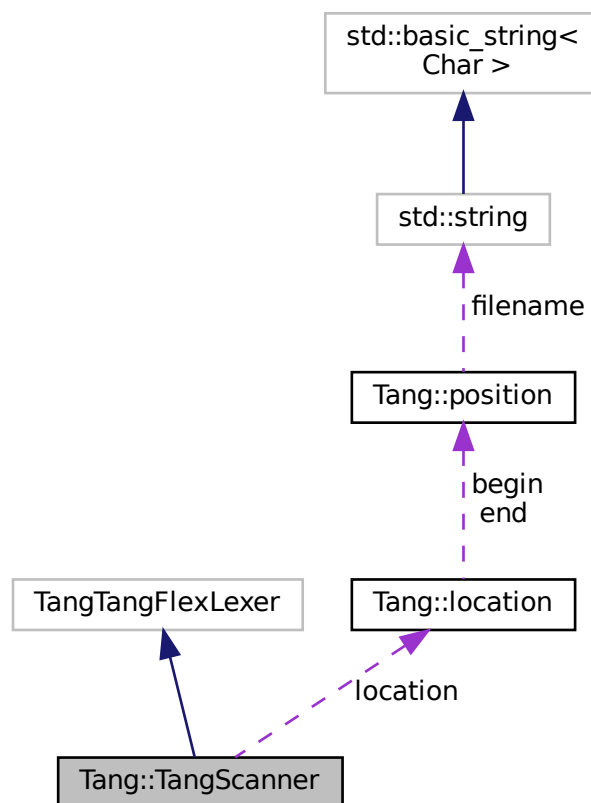 std::basic_string<
Char >
std::string
filename
Tang::position
begin
end
TangTangFlexLexer
Tang::location
location
Tang::TangScanner